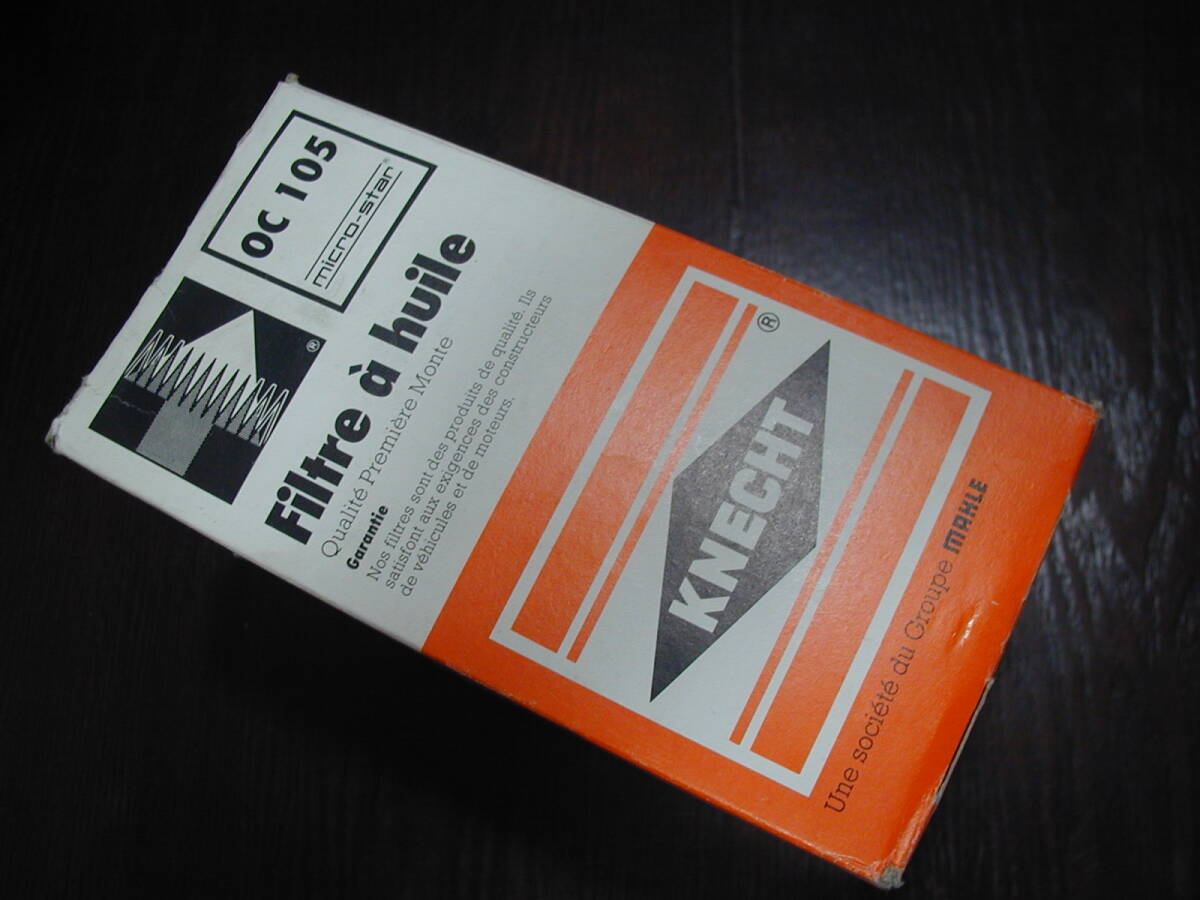 OC 105
micro-star®
®
Filtre à huile
Qualité Première Monte
Garantie
Nos filtres sont des produits de qualité. Ils
satisfont aux exigences des constructeurs
de véhicules et de moteurs.
®
KNECHT
Une société du Groupe MAHLE